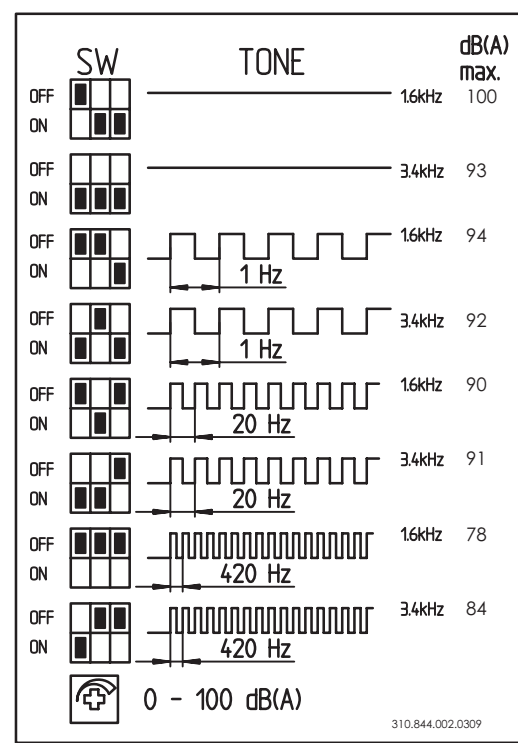 SW TONE dB(A)
max.
OFF 1.6kHz 100
ON
OFF 3.4kHz 93
ON
OFF 1.6kHz 94
ON 1 Hz
OFF 3.4kHz 92
ON 1 Hz
OFF 1.6kHz 90
ON 20 Hz
OFF 3.4kHz 91
ON 20 Hz
OFF 1.6kHz 78
ON 420 Hz
OFF 3.4kHz 84
ON 420 Hz
0 - 100 dB(A)
310.844.002.0309